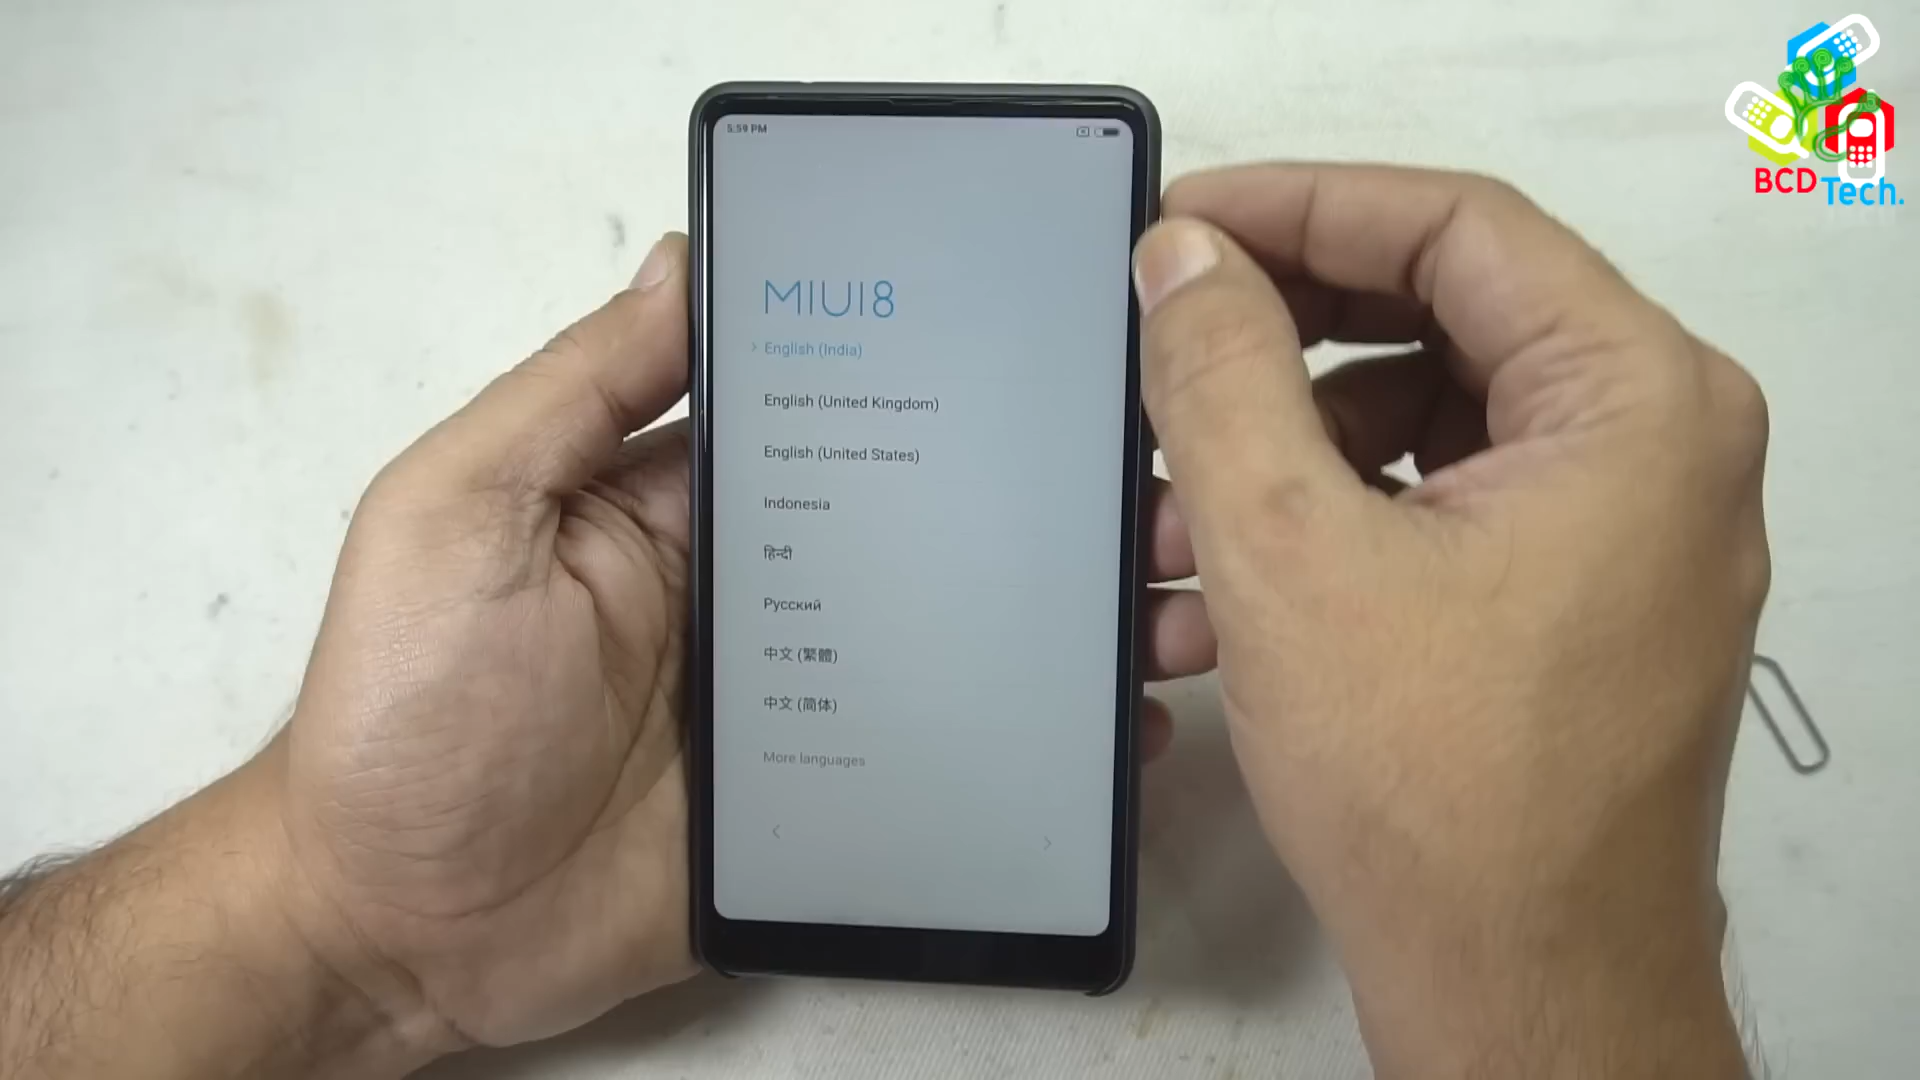 BCD Tech.
5:59 PM
MIUI8
English (India)
English (United Kingdom)
English (United States)
Indonesia
हिन्दी
Русский
中文 (繁體)
中文 (简体)
More languages